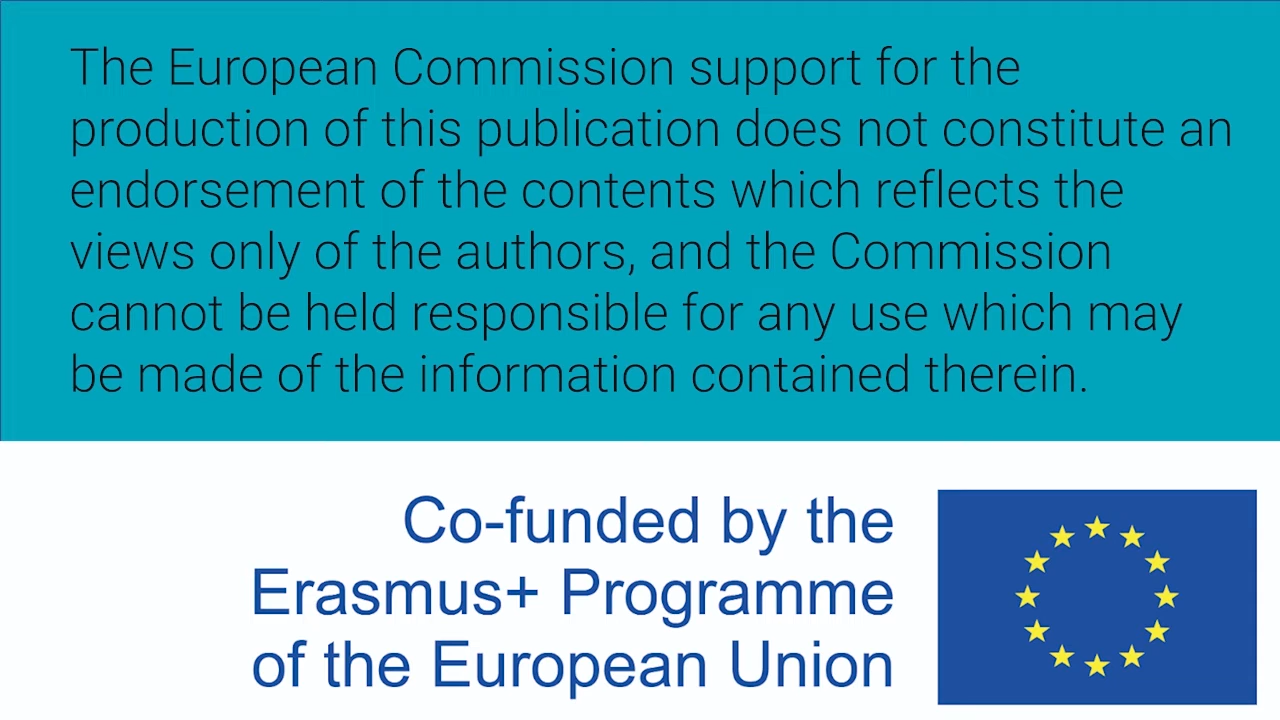 The European Commission support for the
production of this publication does not constitute an
endorsement of the contents which reflects the
views only of the authors, and the Commission
cannot be held responsible for any use which may
be made of the information contained therein.
Co-funded by the
Erasmus+ Programme
of the European Union